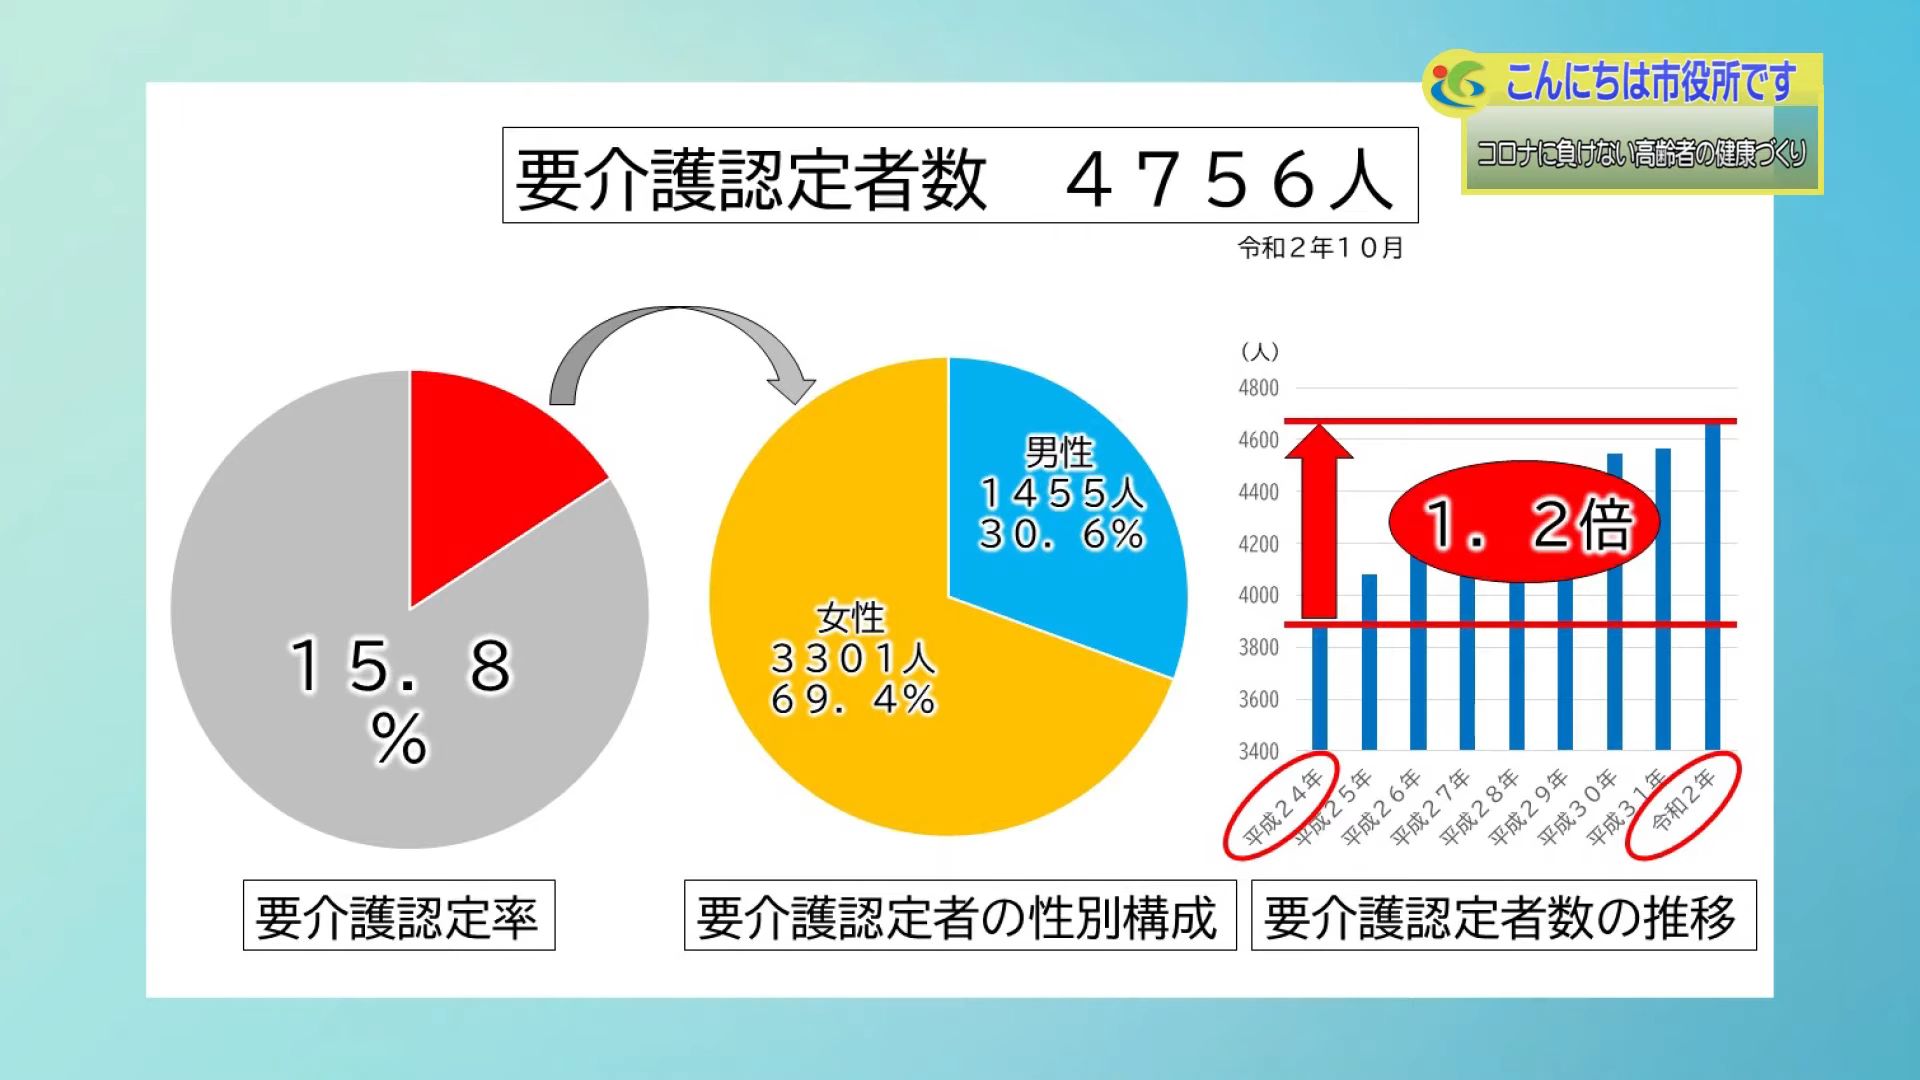 こんにちは市役所です
コロナに負けない高齢者の健康づくり
要介護認定者数　４７５６人
令和２年１０月
１５．８
％
男性
１４５５人
３０．６％
女性
３３０１人
６９．４％
（人）
4800
4600
4400
4200
4000
3800
3600
3400
１．２倍
平成２４年
平成２５年
平成２６年
平成２７年
平成２８年
平成２９年
平成３０年
平成３１年
令和２年
要介護認定率
要介護認定者の性別構成
要介護認定者数の推移